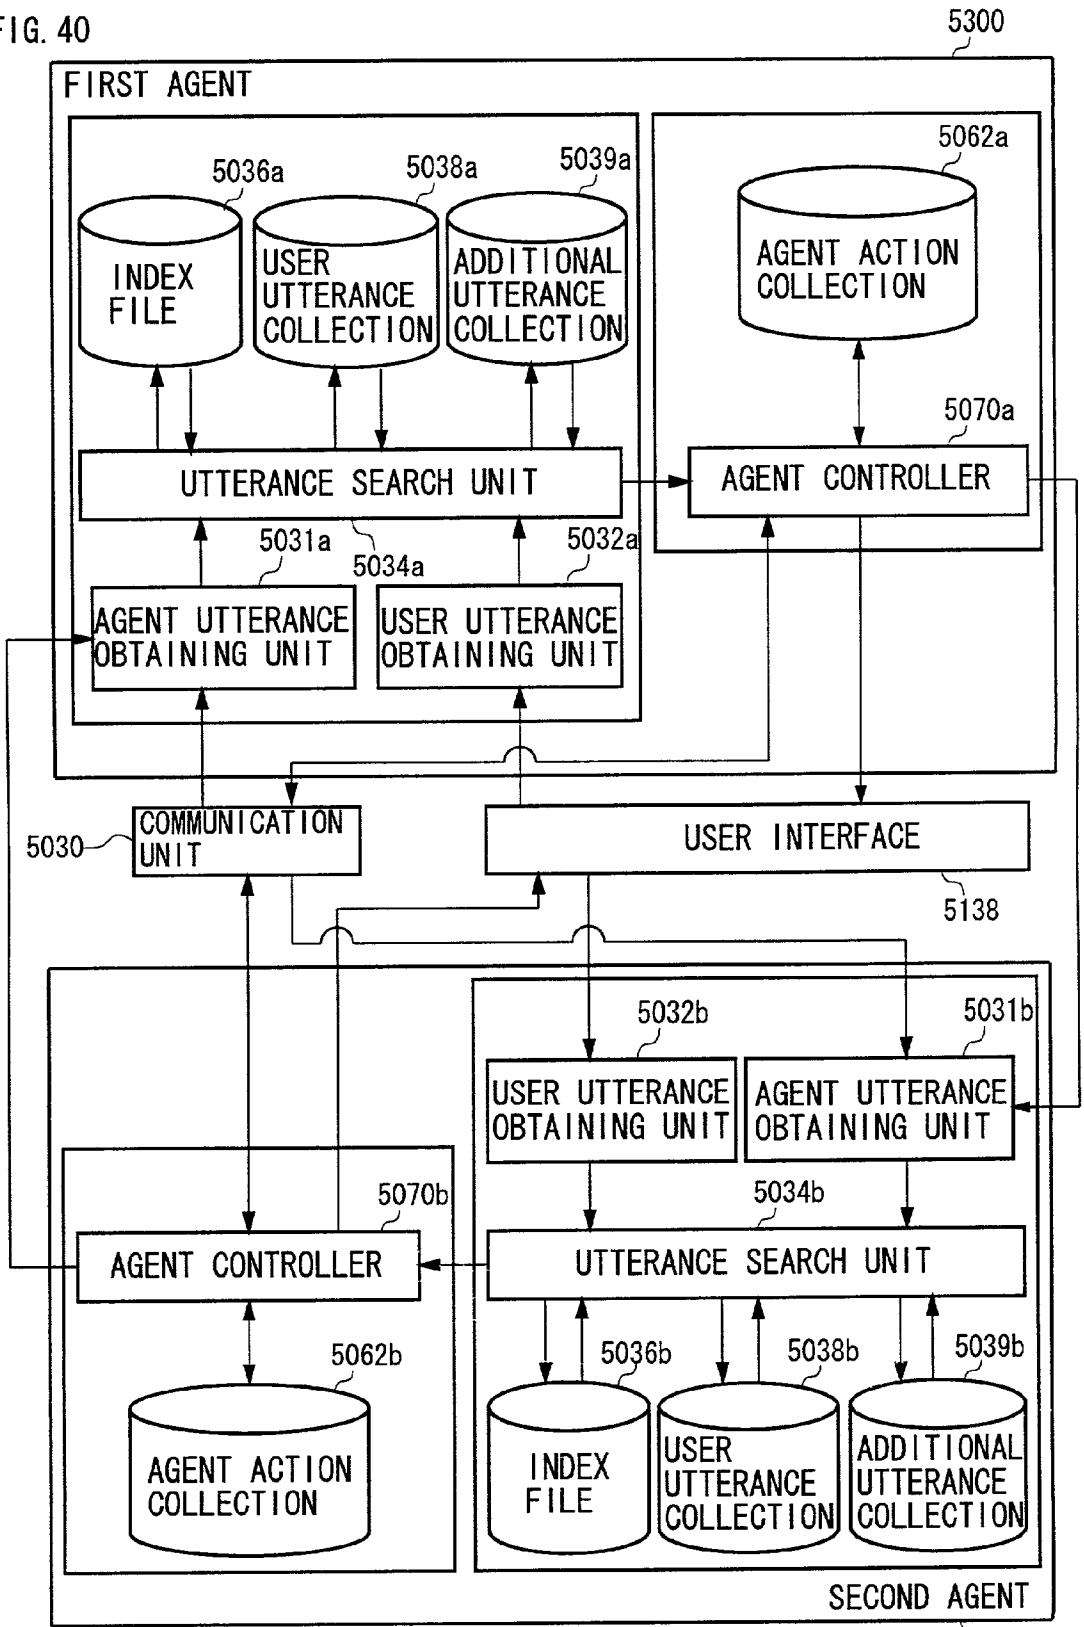 FIG. 40
5300
FIRST AGENT
5036a
5038a
5039a
5062a
INDEX
FILE
USER
UTTERANCE
COLLECTION
ADDITIONAL
UTTERANCE
COLLECTION
AGENT ACTION
COLLECTION
5070a
UTTERANCE SEARCH UNIT
AGENT CONTROLLER
5031a
5034a
5032a
AGENT UTTERANCE
OBTAINING UNIT
USER UTTERANCE
OBTAINING UNIT
5030
COMMUNICATION
UNIT
USER INTERFACE
5138
5032b
5031b
USER UTTERANCE
OBTAINING UNIT
AGENT UTTERANCE
OBTAINING UNIT
5070b
5034b
AGENT CONTROLLER
UTTERANCE SEARCH UNIT
5062b
5036b
5038b
5039b
AGENT ACTION
COLLECTION
INDEX
FILE
USER
UTTERANCE
COLLECTION
ADDITIONAL
UTTERANCE
COLLECTION
SECOND AGENT